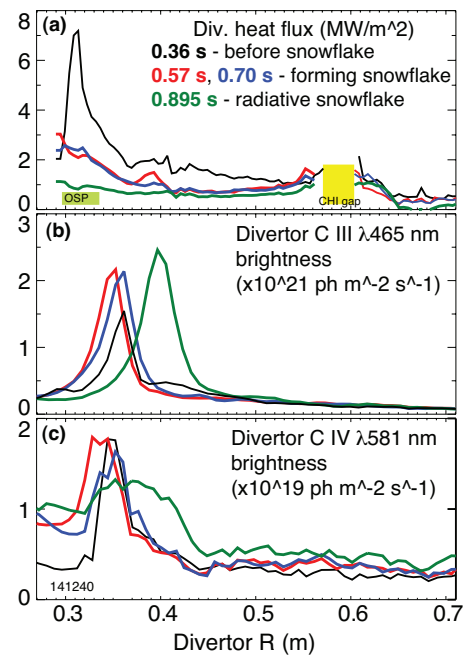 (a)
Div. heat flux (MW/m^2)
0.36 s - before snowflake
0.57 s, 0.70 s - forming snowflake
0.895 s - radiative snowflake
8
6
4
2
0
OSP
CHI gap
(b)
Divertor C III λ465 nm
brightness
(x10^21 ph m^-2 s^-1)
3
2
1
0
(c)
Divertor C IV λ581 nm
brightness
(x10^19 ph m^-2 s^-1)
2
1
0
141240
0.3 0.4 0.5 0.6 0.7
Divertor R (m)